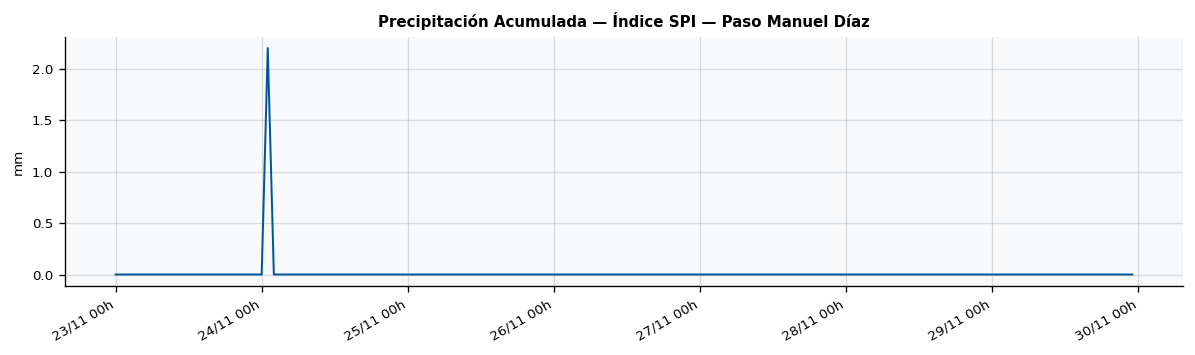 Precipitación Acumulada — Índice SPI — Paso Manuel Díaz
mm
2.0
1.5
1.0
0.5
0.0
23/11 00h
24/11 00h
25/11 00h
26/11 00h
27/11 00h
28/11 00h
29/11 00h
30/11 00h